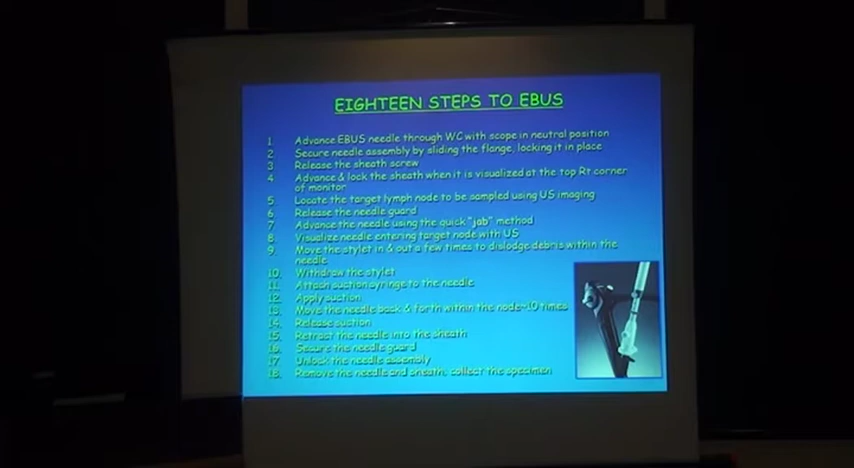 EIGHTEEN STEPS TO EBUS
1. Advance EBUS needle through WC with scope in neutral position
2. Secure needle assembly by sliding the flange, locking it in place
3. Release the sheath screw
4. Advance & lock the sheath when it is visualized at the top Rt corner
of monitor
5. Locate the target lymph node to be sampled using US imaging
6. Release the needle guard
7. Advance the needle using the quick "jab" method
8. Visualize needle entering target node with US
9. Move the stylet in & out a few times to dislodge debris within the
needle
10. Withdraw the stylet
11. Attach suction syringe to the needle
12. Apply suction
13. Move the needle back & forth within the node~10 times
14. Release suction
15. Retract the needle into the sheath
16. Secure the needle guard
17. Unlock the needle assembly
18. Remove the needle and sheath, collect the specimen